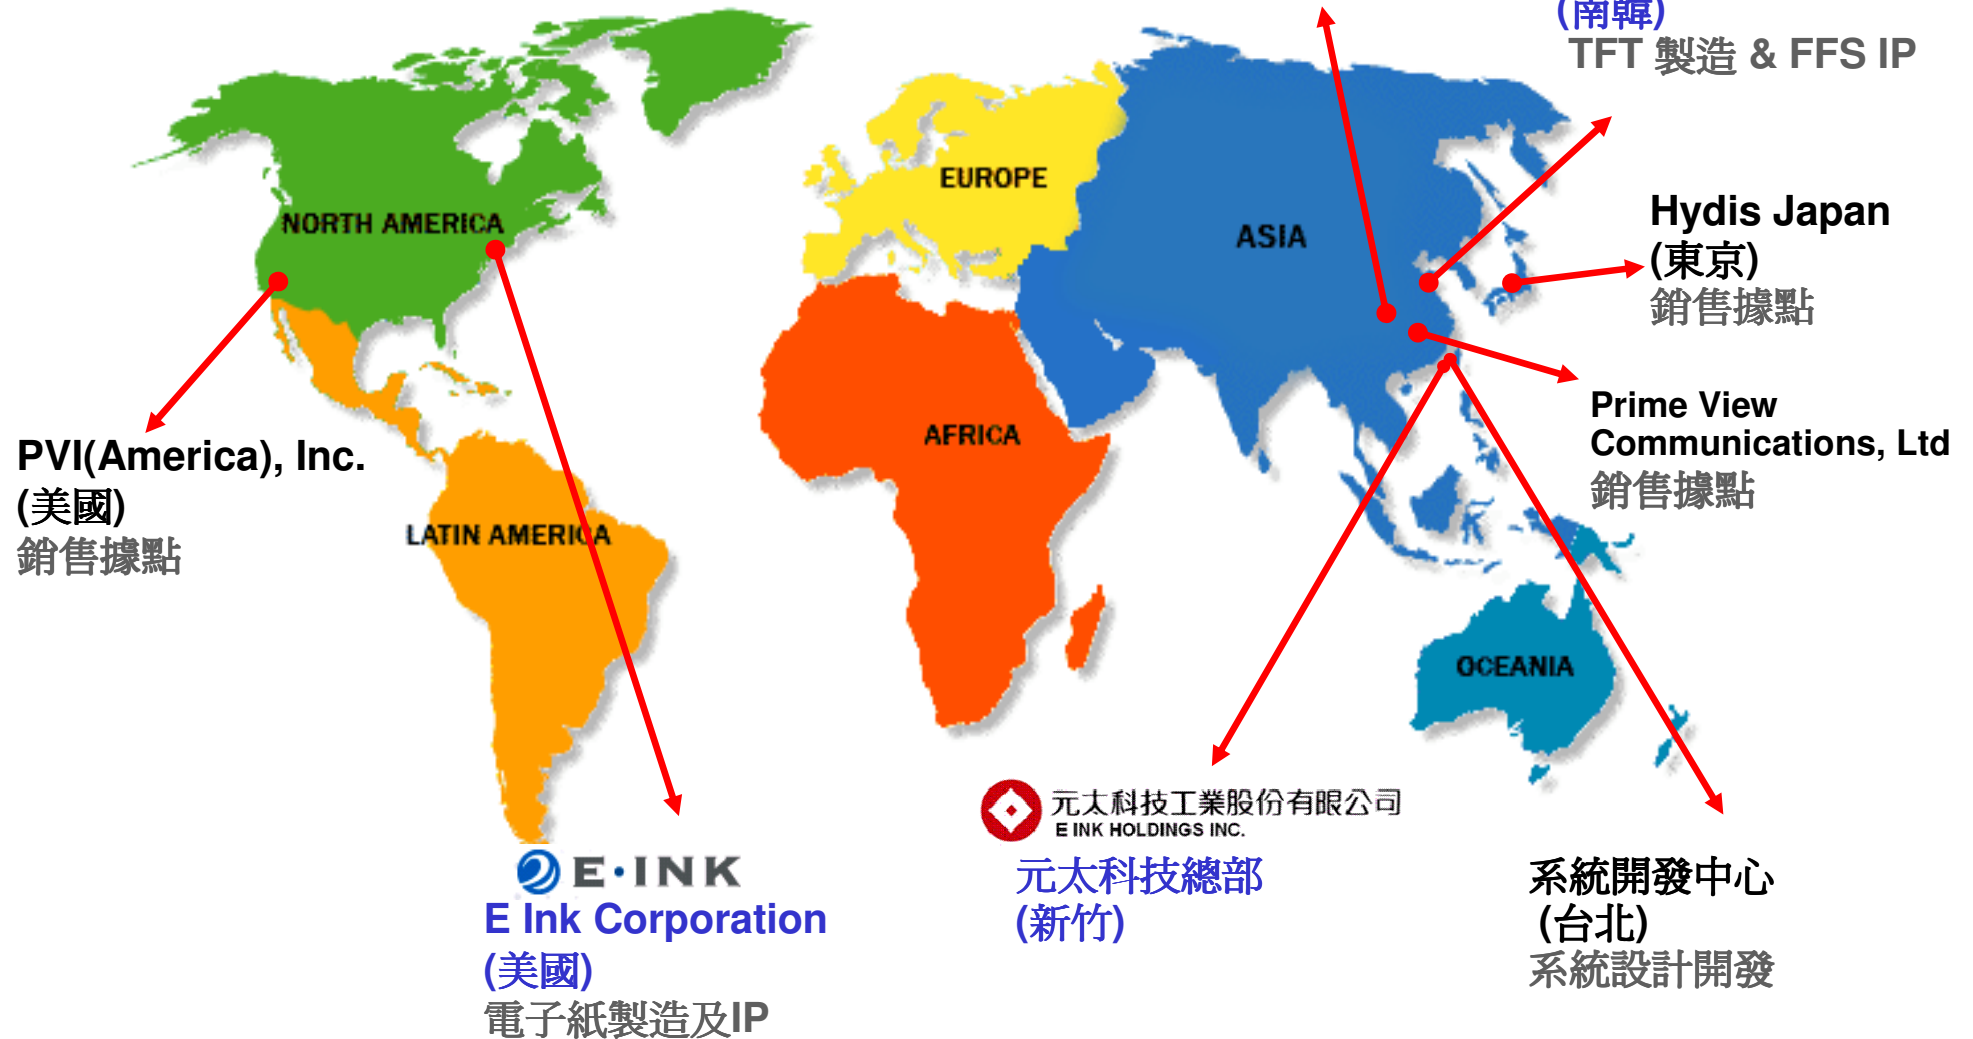 (南韓)
TFT 製造 & FFS IP
EUROPE
NORTH AMERICA
ASIA
Hydis Japan
(東京)
銷售據點
Prime View
Communications, Ltd
銷售據點
AFRICA
PVI(America), Inc.
(美國)
銷售據點
LATIN AMERICA
OCEANIA
元太科技工業股份有限公司
E INK HOLDINGS INC.
元太科技總部
(新竹)
E·INK
E Ink Corporation
(美國)
電子紙製造及IP
系統開發中心
(台北)
系統設計開發